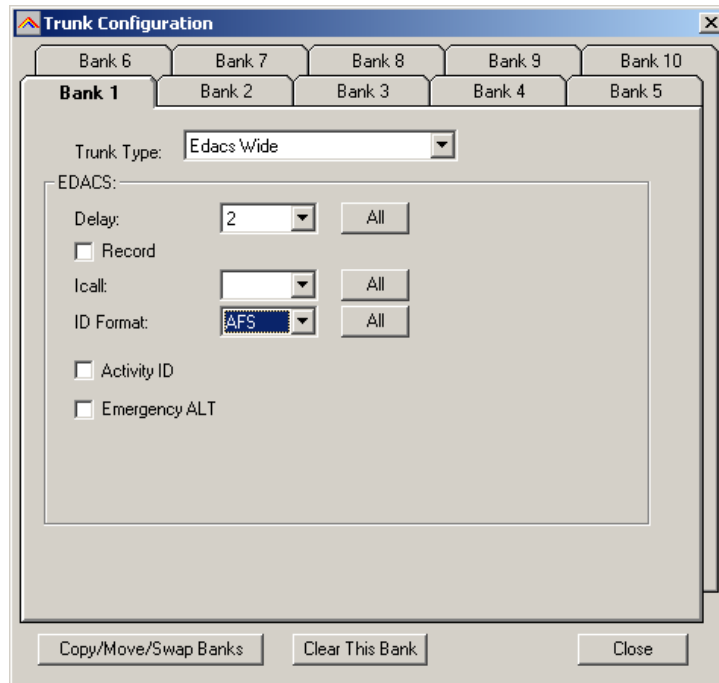 Trunk Configuration
Bank 6 Bank 7 Bank 8 Bank 9 Bank 10
Bank 1 Bank 2 Bank 3 Bank 4 Bank 5
Trunk Type: Edacs Wide
EDACS:
Delay: 2 All
Record
Icall: All
ID Format: AFS All
Activity ID
Emergency ALT
Copy/Move/Swap Banks Clear This Bank Close